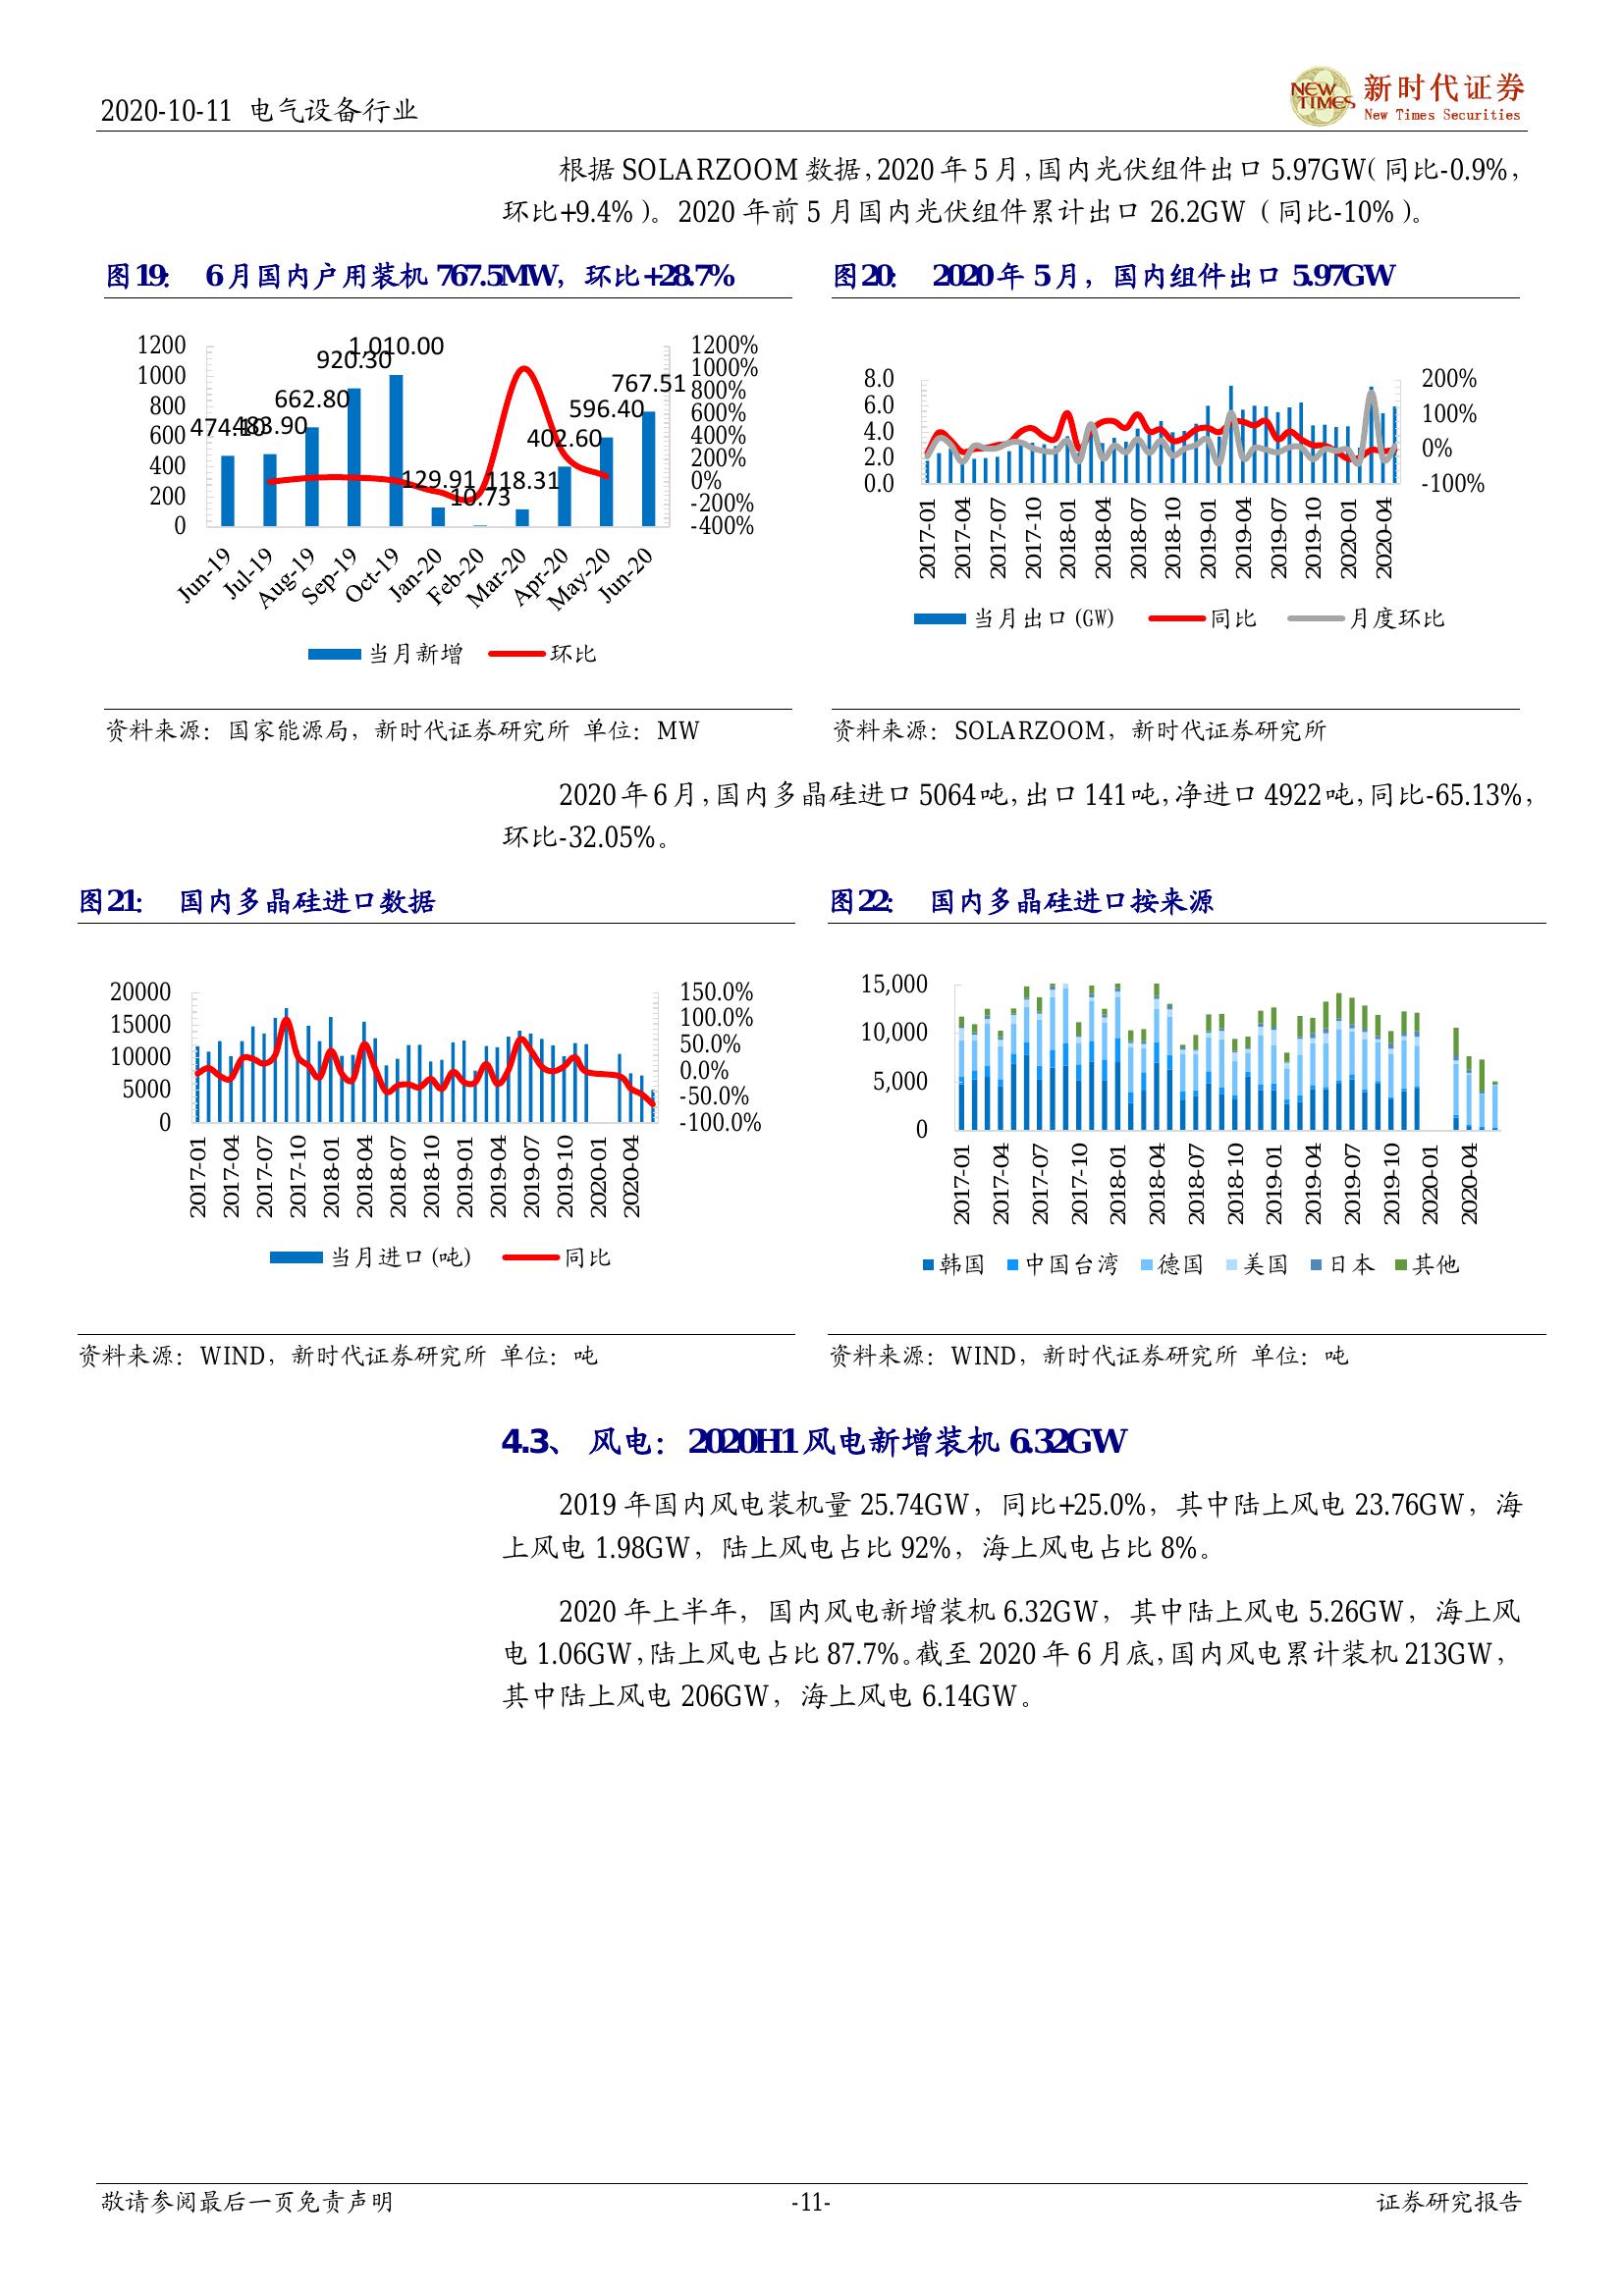 2020-10-11 电气设备行业
NEW TIMES
新时代证券
New Times Securities
根据 SOLARZOOM 数据，2020 年 5 月，国内光伏组件出口 5.97GW（同比-0.9%，
环比+9.4%）。2020 年前 5 月国内光伏组件累计出口 26.2GW（同比-10%）。
图19： 6 月国内户用装机 767.5MW，环比+28.7%
1200
1000
800
600
400
200
0
474.10
483.90
662.80
920.30
1,010.00
129.91
10.73
118.31
402.60
596.40
767.51
1200%
1000%
800%
600%
400%
200%
0%
-200%
-400%
Jun-19
Jul-19
Aug-19
Sep-19
Oct-19
Jan-20
Feb-20
Mar-20
Apr-20
May-20
Jun-20
当月新增 环比
资料来源：国家能源局，新时代证券研究所 单位：MW
图20： 2020 年 5 月，国内组件出口 5.97GW
8.0
6.0
4.0
2.0
0.0
200%
100%
0%
-100%
2017-01
2017-04
2017-07
2017-10
2018-01
2018-04
2018-07
2018-10
2019-01
2019-04
2019-07
2019-10
2020-01
2020-04
当月出口(GW) 同比 月度环比
资料来源：SOLARZOOM，新时代证券研究所
2020 年 6 月，国内多晶硅进口 5064 吨，出口 141 吨，净进口 4922 吨，同比-65.13%，
环比-32.05%。
图21： 国内多晶硅进口数据
20000
15000
10000
5000
0
150.0%
100.0%
50.0%
0.0%
-50.0%
-100.0%
2017-01
2017-04
2017-07
2017-10
2018-01
2018-04
2018-07
2018-10
2019-01
2019-04
2019-07
2019-10
2020-01
2020-04
当月进口(吨) 同比
资料来源：WIND，新时代证券研究所 单位：吨
图22： 国内多晶硅进口按来源
15,000
10,000
5,000
0
2017-01
2017-04
2017-07
2017-10
2018-01
2018-04
2018-07
2018-10
2019-01
2019-04
2019-07
2019-10
2020-01
2020-04
韩国 中国台湾 德国 美国 日本 其他
资料来源：WIND，新时代证券研究所 单位：吨
4.3、 风电：2020H1 风电新增装机 6.32GW
2019 年国内风电装机量 25.74GW，同比+25.0%，其中陆上风电 23.76GW，海
上风电 1.98GW，陆上风电占比 92%，海上风电占比 8%。
2020 年上半年，国内风电新增装机 6.32GW，其中陆上风电 5.26GW，海上风
电 1.06GW，陆上风电占比 87.7%。截至 2020 年 6 月底，国内风电累计装机 213GW，
其中陆上风电 206GW，海上风电 6.14GW。
敬请参阅最后一页免责声明
-11-
证券研究报告